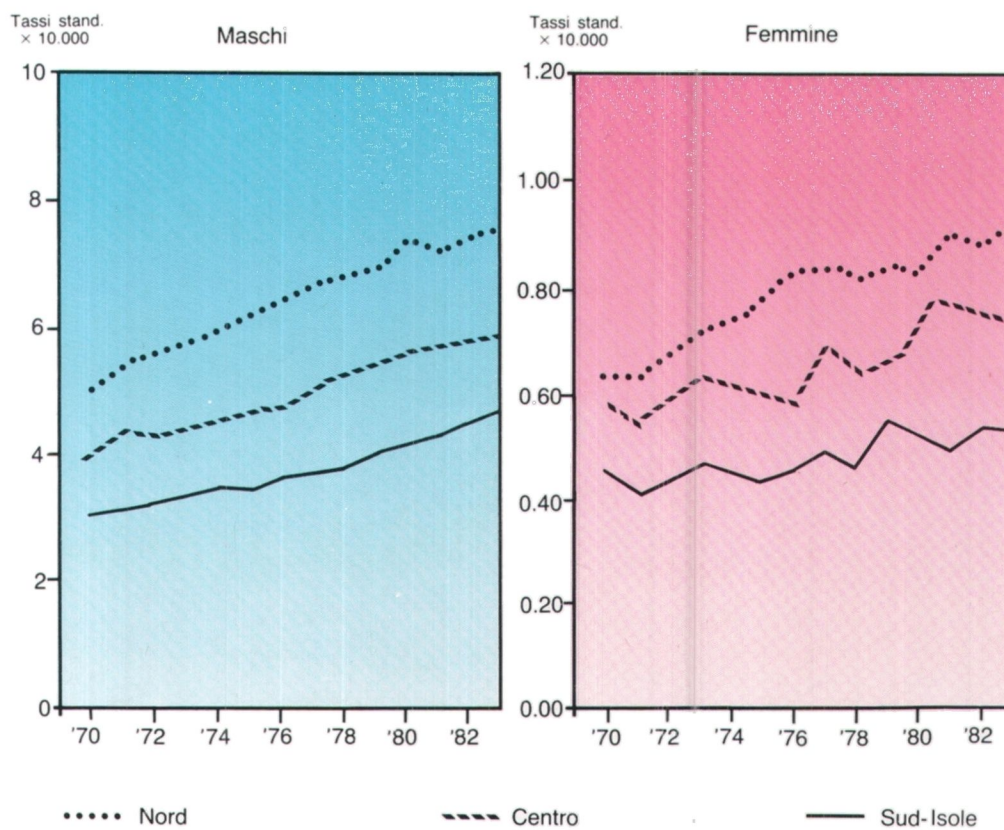 Tassi stand.
× 10.000
Maschi
10
8
6
4
2
0
'70 '72 '74 '76 '78 '80 '82
Tassi stand.
× 10.000
Femmine
1.20
1.00
0.80
0.60
0.40
0.20
0.00
'70 '72 '74 '76 '78 '80 '82
Nord Centro Sud-Isole